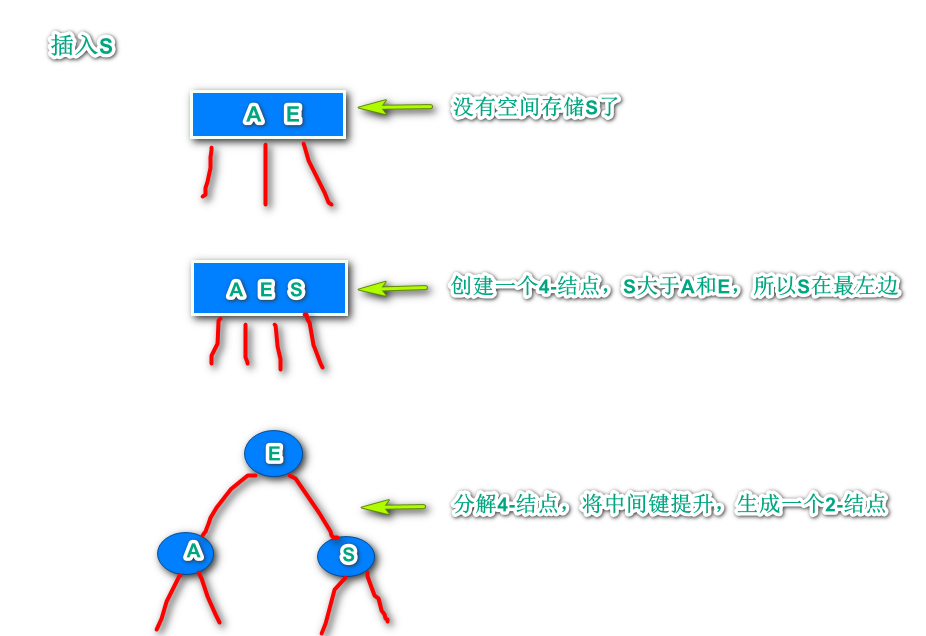 插入S
A E
没有空间存储S了
A E S
创建一个4-结点，S大于A和E，所以S在最左边
E
分解4-结点，将中间键提升，生成一个2-结点
A
S